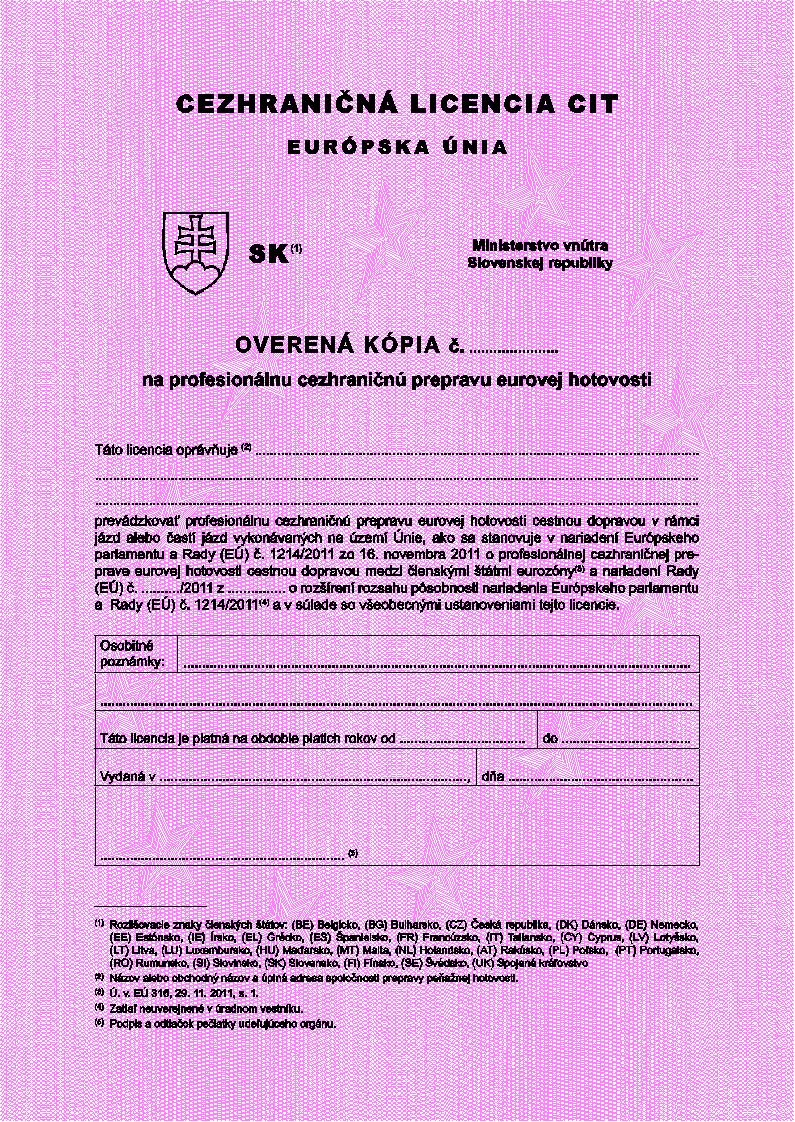 CEZHRANIČNÁ LICENCIA CIT
EURÓPSKA ÚNIA
SK (1)
Ministerstvo vnútra
Slovenskej republiky
OVERENÁ KÓPIA č. ......................
na profesionálnu cezhraničnú prepravu eurovej hotovosti
Táto licencia oprávňuje (2) ..............................................................................................................
......................................................................................................................................................
......................................................................................................................................................
prevádzkovať profesionálnu cezhraničnú prepravu eurovej hotovosti cestnou dopravou v rámci
jázd alebo častí jázd vykonávaných na území Únie, ako sa stanovuje v nariadení Európskeho
parlamentu a Rady (EÚ) č. 1214/2011 zo 16. novembra 2011 o profesionálnej cezhraničnej pre-
prave eurovej hotovosti cestnou dopravou medzi členskými štátmi eurozóny(3) a nariadení Rady
(EÚ) č. ........../2011 z ............... o rozšírení rozsahu pôsobnosti nariadenia Európskeho parlamentu
a Rady (EÚ) č. 1214/2011(4) a v súlade so všeobecnými ustanoveniami tejto licencie.
Osobitné
poznámky: ..............................................................................................................................
......................................................................................................................................................
Táto licencia je platná na obdobie piatich rokov od ................................ do ................................
Vydaná v ............................................................................., dňa ..............................................
............................................................. (5)
(1) Rozlišovacie znaky členských štátov: (BE) Belgicko, (BG) Bulharsko, (CZ) Česká republika, (DK) Dánsko, (DE) Nemecko,
(EE) Estónsko, (IE) Írsko, (EL) Grécko, (ES) Španielsko, (FR) Francúzsko, (IT) Taliansko, (CY) Cyprus, (LV) Lotyšsko,
(LT) Litva, (LU) Luxembursko, (HU) Maďarsko, (MT) Malta, (NL) Holandsko, (AT) Rakúsko, (PL) Poľsko, (PT) Portugalsko,
(RO) Rumunsko, (SI) Slovinsko, (SK) Slovensko, (FI) Fínsko, (SE) Švédsko, (UK) Spojené kráľovstvo
(2) Názov alebo obchodný názov a úplná adresa spoločnosti prepravy peňažnej hotovosti.
(3) Ú. v. EÚ 316, 29. 11. 2011, s. 1.
(4) Zatiaľ neuverejnené v úradnom vestníku.
(5) Podpis a odtlačok pečiatky udeľujúceho orgánu.